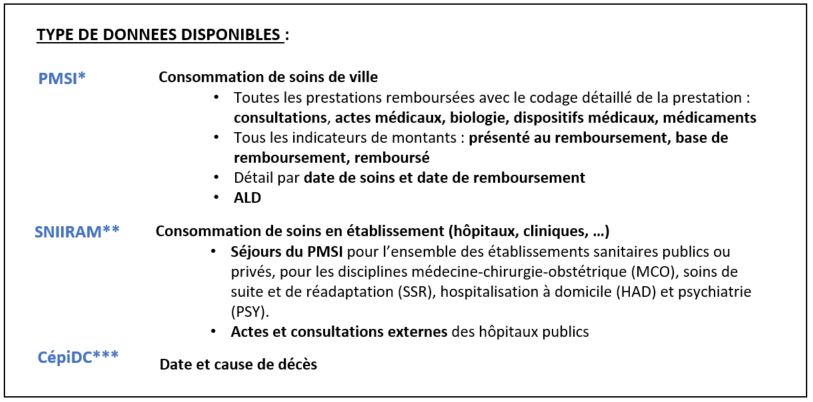 TYPE DE DONNEES DISPONIBLES :
PMSI* Consommation de soins de ville
• Toutes les prestations remboursées avec le codage détaillé de la prestation :
consultations, actes médicaux, biologie, dispositifs médicaux, médicaments
• Tous les indicateurs de montants : présenté au remboursement, base de
remboursement, remboursé
• Détail par date de soins et date de remboursement
• ALD
SNIIRAM** Consommation de soins en établissement (hôpitaux, cliniques, …)
• Séjours du PMSI pour l'ensemble des établissements sanitaires publics ou
privés, pour les disciplines médecine-chirurgie-obstétrique (MCO), soins de
suite et de réadaptation (SSR), hospitalisation à domicile (HAD) et psychiatrie
(PSY).
• Actes et consultations externes des hôpitaux publics
CépiDC*** Date et cause de décès